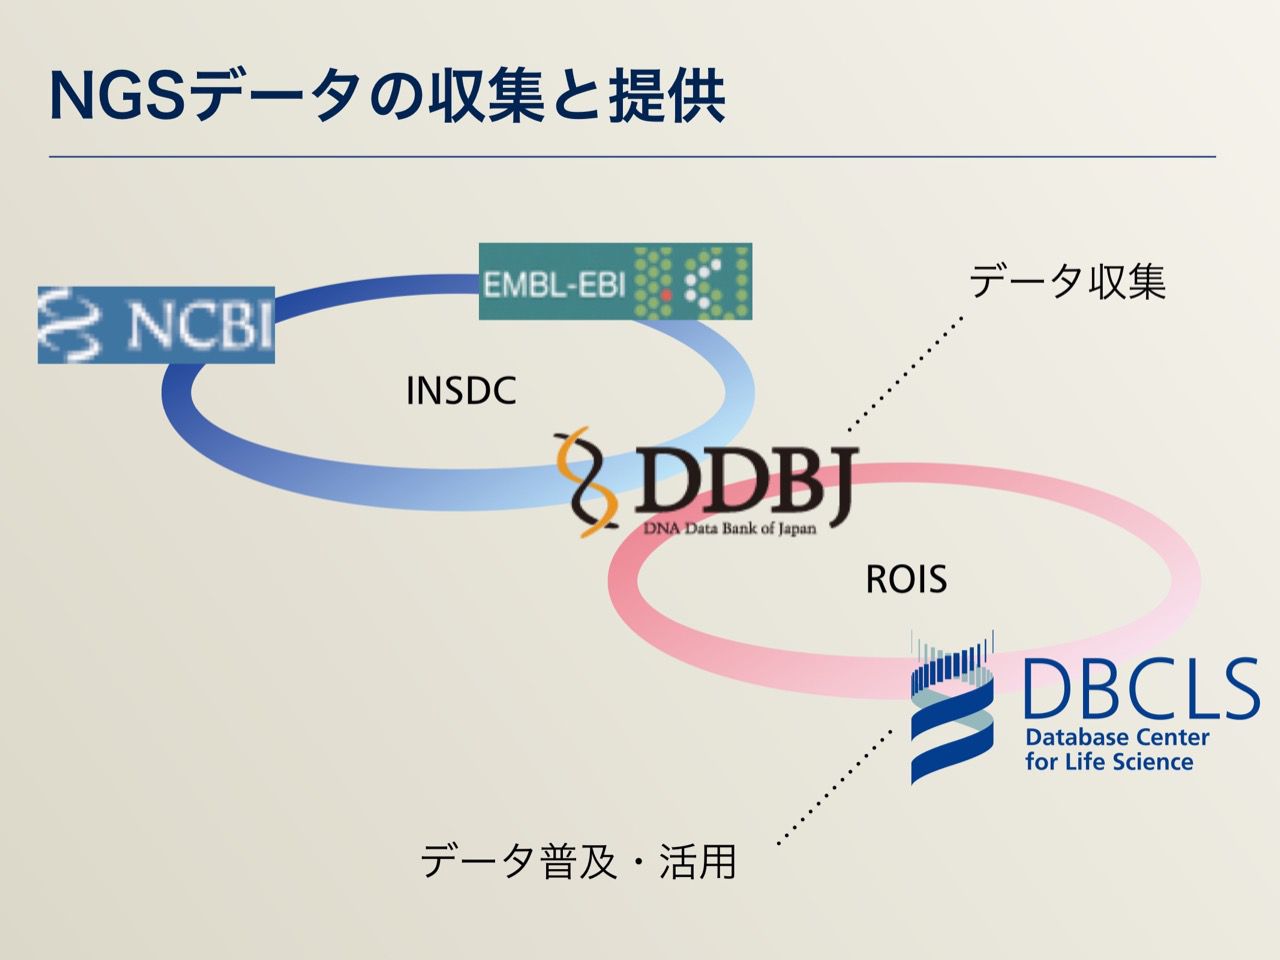 NGSデータの収集と提供
NCBI
EMBL-EBI
データ収集
INSDC
DDBJ
DNA Data Bank of Japan
ROIS
DBCLS
Database Center
for Life Science
データ普及・活用